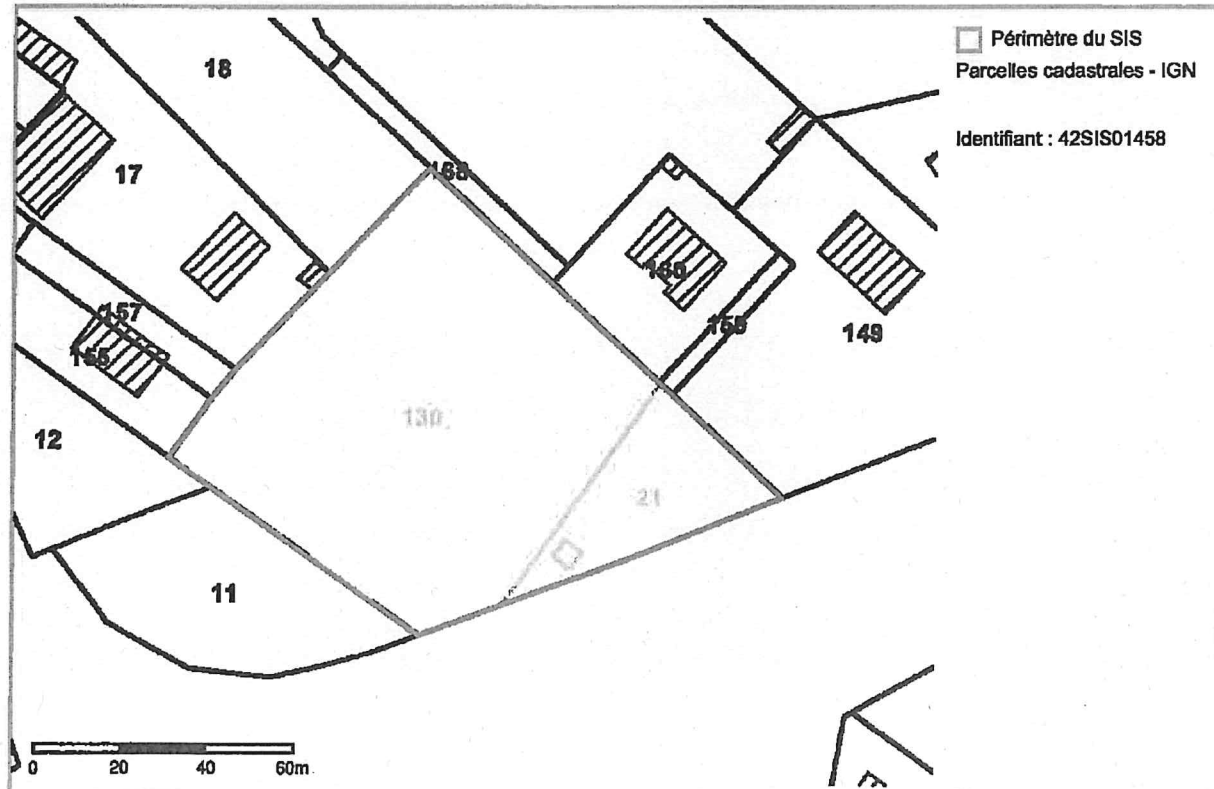 Périmètre du SIS
Parcelles cadastrales - IGN
Identifiant : 42SIS01458
18
17
157
12
130
149
21
11
0 20 40 60m